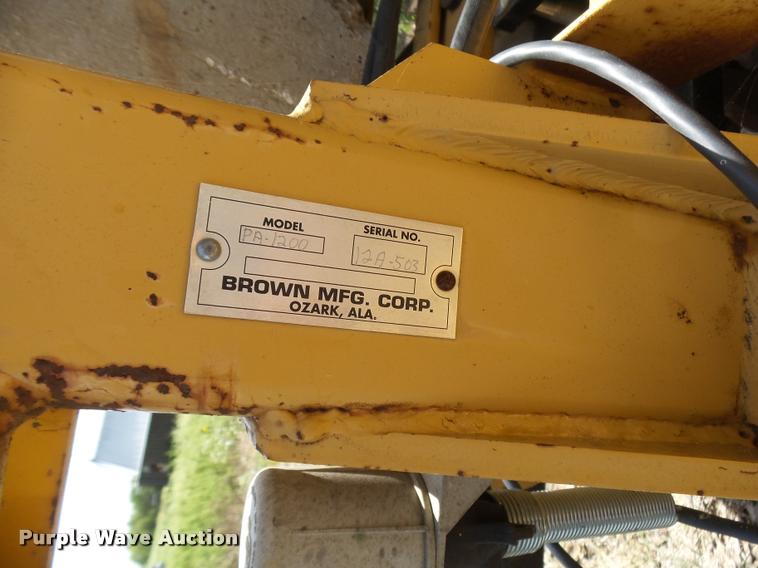 MODEL
PA-1200
SERIAL NO.
12A-503
BROWN MFG. CORP.
OZARK, ALA.
Purple Wave Auction